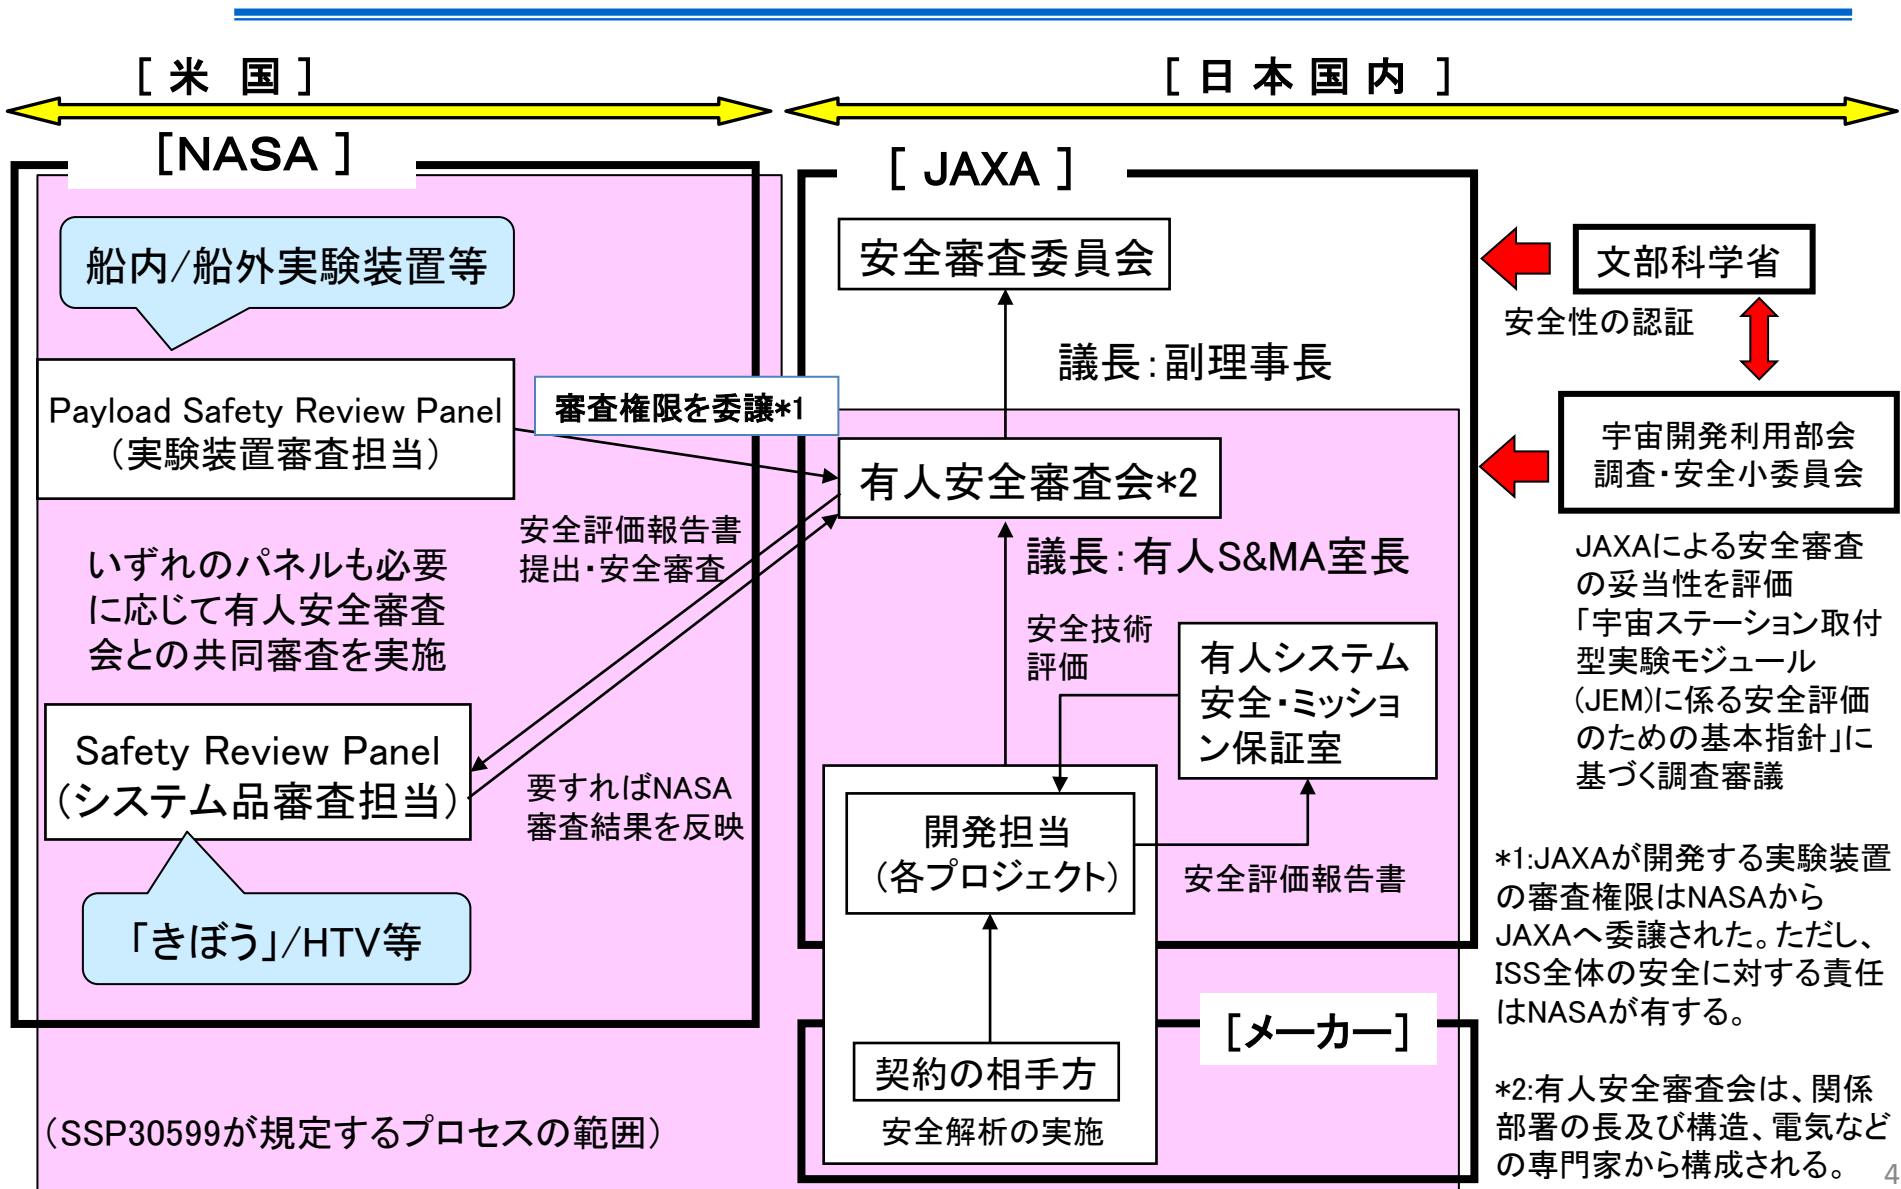 [ 米 国 ]
[ 日 本 国 内 ]
[NASA ]
[ JAXA ]
船内/船外実験装置等
安全審査委員会
文部科学省
安全性の認証
議長：副理事長
Payload Safety Review Panel
（実験装置審査担当）
審査権限を委譲*1
宇宙開発利用部会
調査・安全小委員会
有人安全審査会*2
安全評価報告書
提出・安全審査
議長：有人S&MA室長
いずれのパネルも必要
に応じて有人安全審査
会との共同審査を実施
JAXAによる安全審査
の妥当性を評価
「宇宙ステーション取付
型実験モジュール
(JEM)に係る安全評価
のための基本指針」に
基づく調査審議
安全技術
評価
有人システム
安全・ミッショ
ン保証室
Safety Review Panel
（システム品審査担当）
要すればNASA
審査結果を反映
開発担当
（各プロジェクト）
安全評価報告書
「きぼう」/HTV等
*1:JAXAが開発する実験装置
の審査権限はNASAから
JAXAへ委譲された。ただし、
ISS全体の安全に対する責任
はNASAが有する。
[メーカー]
契約の相手方
安全解析の実施
（SSP30599が規定するプロセスの範囲）
*2:有人安全審査会は、関係
部署の長及び構造、電気など
の専門家から構成される。
4